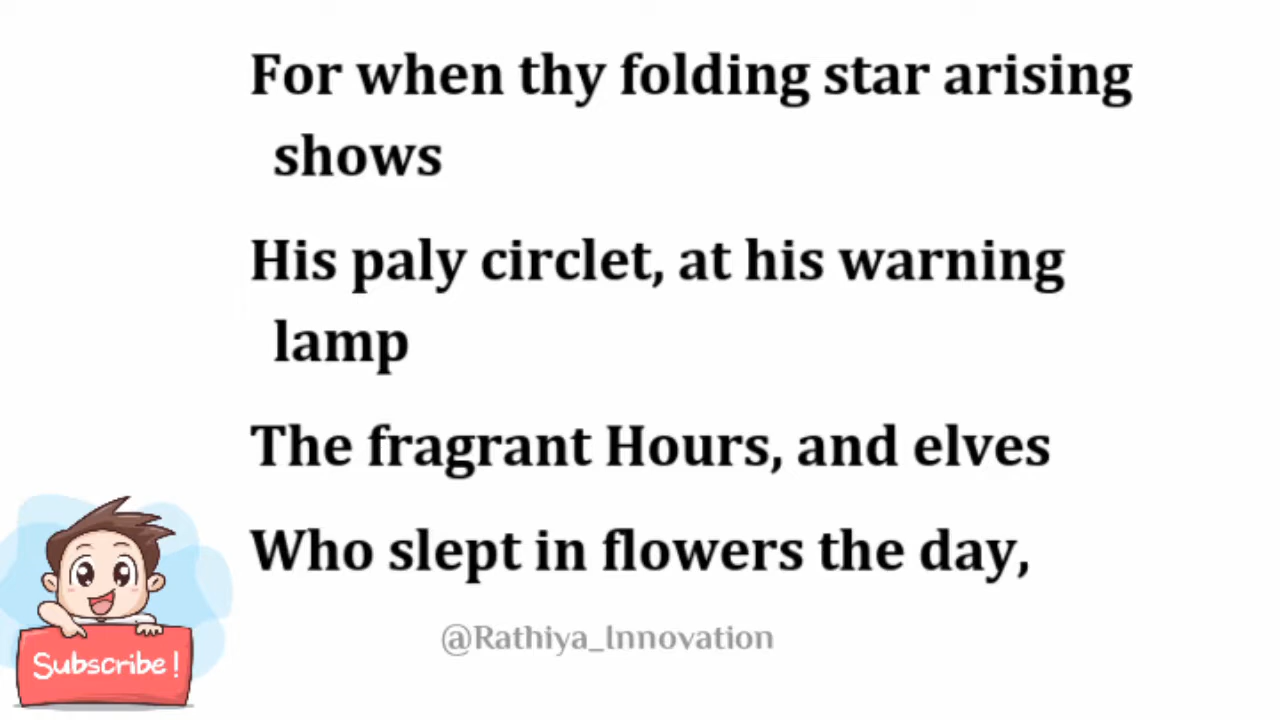 For when thy folding star arising
shows
His paly circlet, at his warning
lamp
The fragrant Hours, and elves
Who slept in flowers the day,
@Rathiya_Innovation
Subscribe!